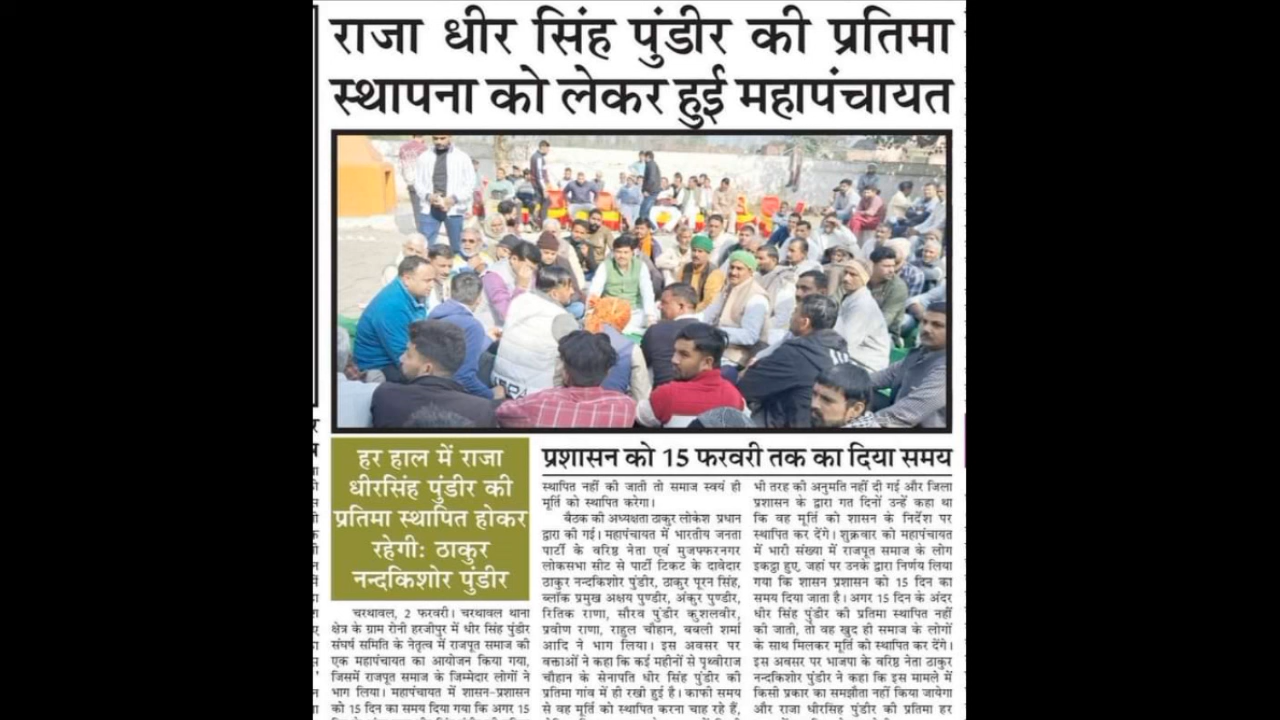 राजा धीर सिंह पुंडीर की प्रतिमा
स्थापना को लेकर हुई महापंचायत
हर हाल में राजा
धीरसिंह पुंडीर की
प्रतिमा स्थापित होकर
रहेगीः ठाकुर
नन्दकिशोर पुंडीर
चरथावल, 2 फरवरी। चरथावल थाना
क्षेत्र के ग्राम रोनी हरजीपुर में धीर सिंह पुंडीर
संघर्ष समिति के नेतृत्व में राजपूत समाज की
एक महापंचायत का आयोजन किया गया,
जिसमें राजपूत समाज के जिम्मेदार लोगों ने
भाग लिया। महापंचायत में शासन-प्रशासन
को 15 दिन का समय दिया गया कि अगर 15
प्रशासन को 15 फरवरी तक का दिया समय
स्थापित नहीं की जाती तो समाज स्वयं ही
मूर्ति को स्थापित करेगा।
बैठक की अध्यक्षता ठाकुर लोकेश प्रधान
द्वारा की गई। महापंचायत में भारतीय जनता
पार्टी के वरिष्ठ नेता एवं मुजफ्फरनगर
लोकसभा सीट से पार्टी टिकट के दावेदार
ठाकुर नन्दकिशोर पुंडीर, ठाकुर पूरन सिंह,
ब्लॉक प्रमुख अक्षय पुण्डीर, अंकुर पुण्डीर,
रितिक राणा, सौरव पुंडीर कुशलवीर,
प्रवीण राणा, राहुल चौहान, बबली शर्मा
आदि ने भाग लिया। इस अवसर पर
वक्ताओं ने कहा कि कई महीनों से पृथ्वीराज
चौहान के सेनापति धीर सिंह पुंडीर की
प्रतिमा गांव में ही रखी हुई है। काफी समय
से वह मूर्ति को स्थापित करना चाह रहे हैं,
भी तरह की अनुमति नहीं दी गई और जिला
प्रशासन के द्वारा गत दिनों उन्हें कहा था
कि वह मूर्ति को शासन के निर्देश पर
स्थापित कर देंगे। शुक्रवार को महापंचायत
में भारी संख्या में राजपूत समाज के लोग
इकट्ठा हुए, जहां पर उनके द्वारा निर्णय लिया
गया कि शासन प्रशासन को 15 दिन का
समय दिया जाता है। अगर 15 दिन के अंदर
धीर सिंह पुंडीर की प्रतिमा स्थापित नहीं
की जाती, तो वह खुद ही समाज के लोगों
के साथ मिलकर मूर्ति को स्थापित कर देंगे।
इस अवसर पर भाजपा के वरिष्ठ नेता ठाकुर
नन्दकिशोर पुंडीर ने कहा कि इस मामले में
किसी प्रकार का समझौता नहीं किया जायेगा
और राजा धीरसिंह पुंडीर की प्रतिमा हर